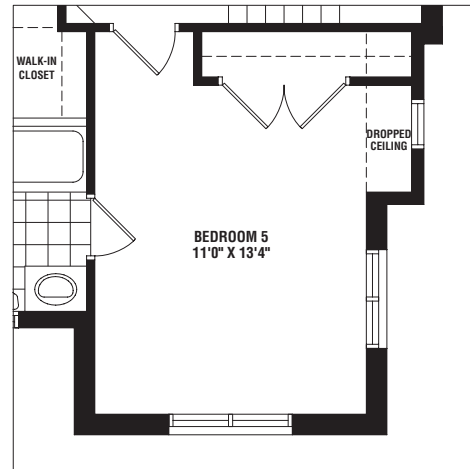 WALK-IN
CLOSET
DROPPED
CEILING
BEDROOM 5
11'0" X 13'4"